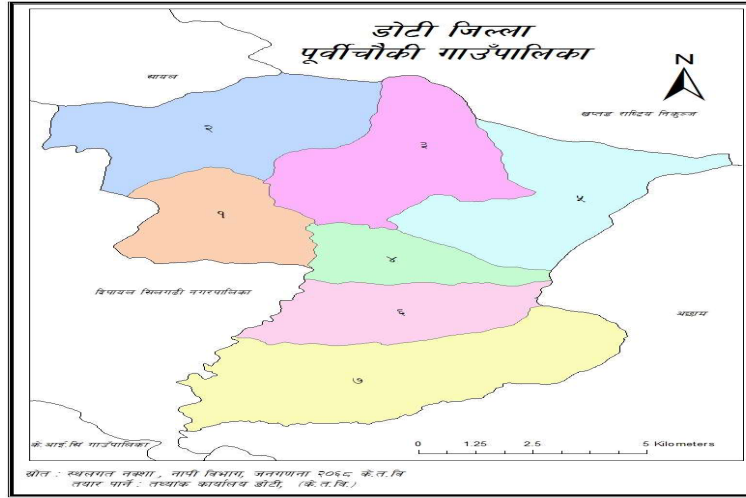 डोटी जिल्ला
पूर्वीचौकी गाउँपालिका
N
सायल
खप्तड राष्ट्रिय निकुञ्ज
२
३
५
१
४
दिपायल सिलगढी नगरपालिका
अछाम
६
७
के.आई.सि गाउँपालिका
0 1.25 2.5 5 Kilometers
स्रोत : स्थलगत नक्शा , नापी विभाग, जनगणना २०६८ के.त.वि
तयार पार्ने : तथ्यांक कार्यालय डोटी, (के.त.वि.)